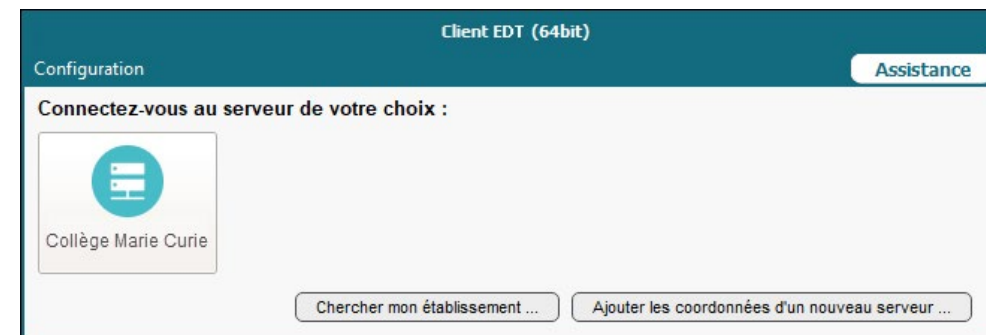 Client EDT (64bit)
Configuration
Assistance
Connectez-vous au serveur de votre choix :
Collège Marie Curie
Chercher mon établissement ...
Ajouter les coordonnées d'un nouveau serveur ...